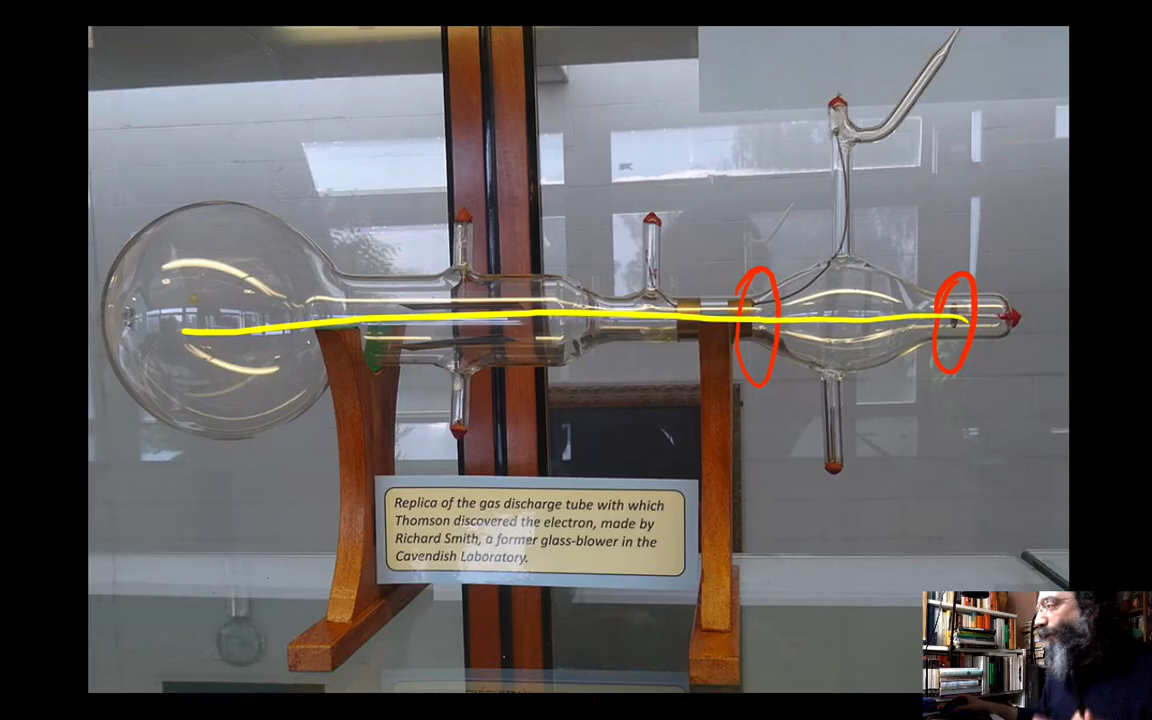 Replica of the gas discharge tube with which
Thomson discovered the electron, made by
Richard Smith, a former glass-blower in the
Cavendish Laboratory.